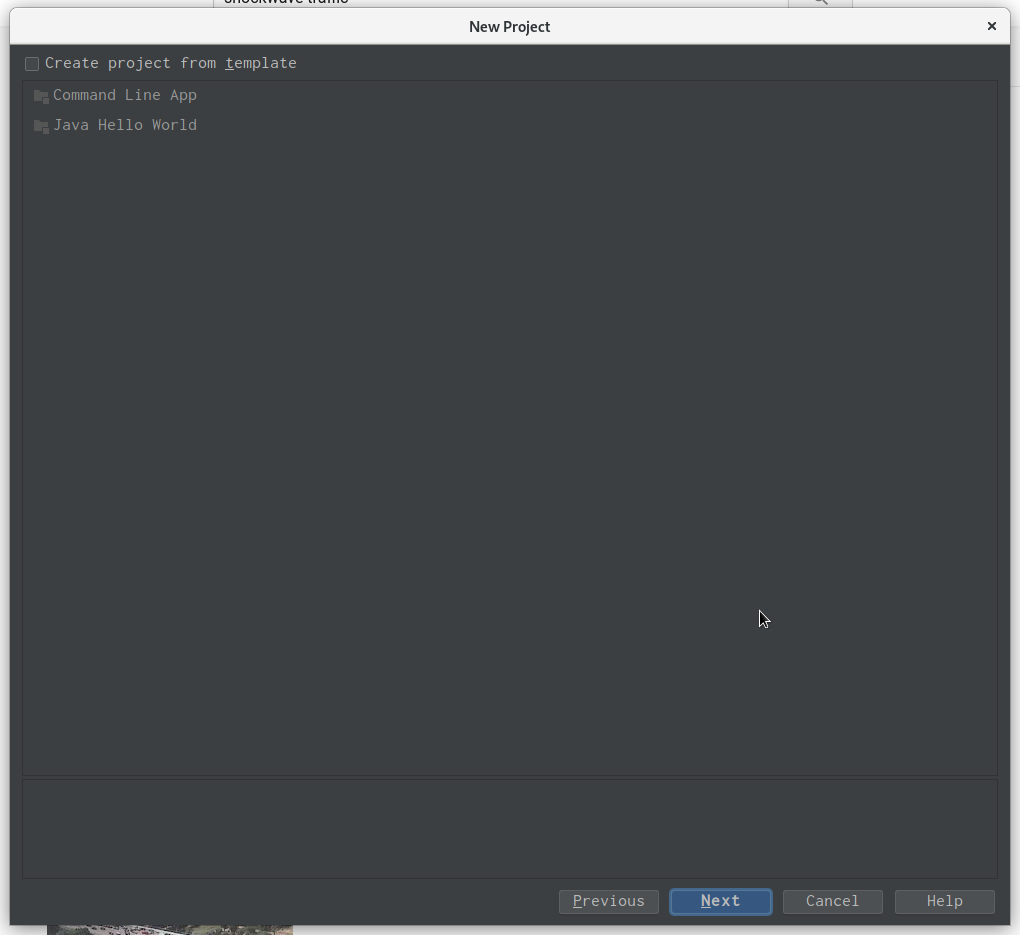 shockwave traffic
New Project
Create project from template
Command Line App
Java Hello World
Previous Next Cancel Help